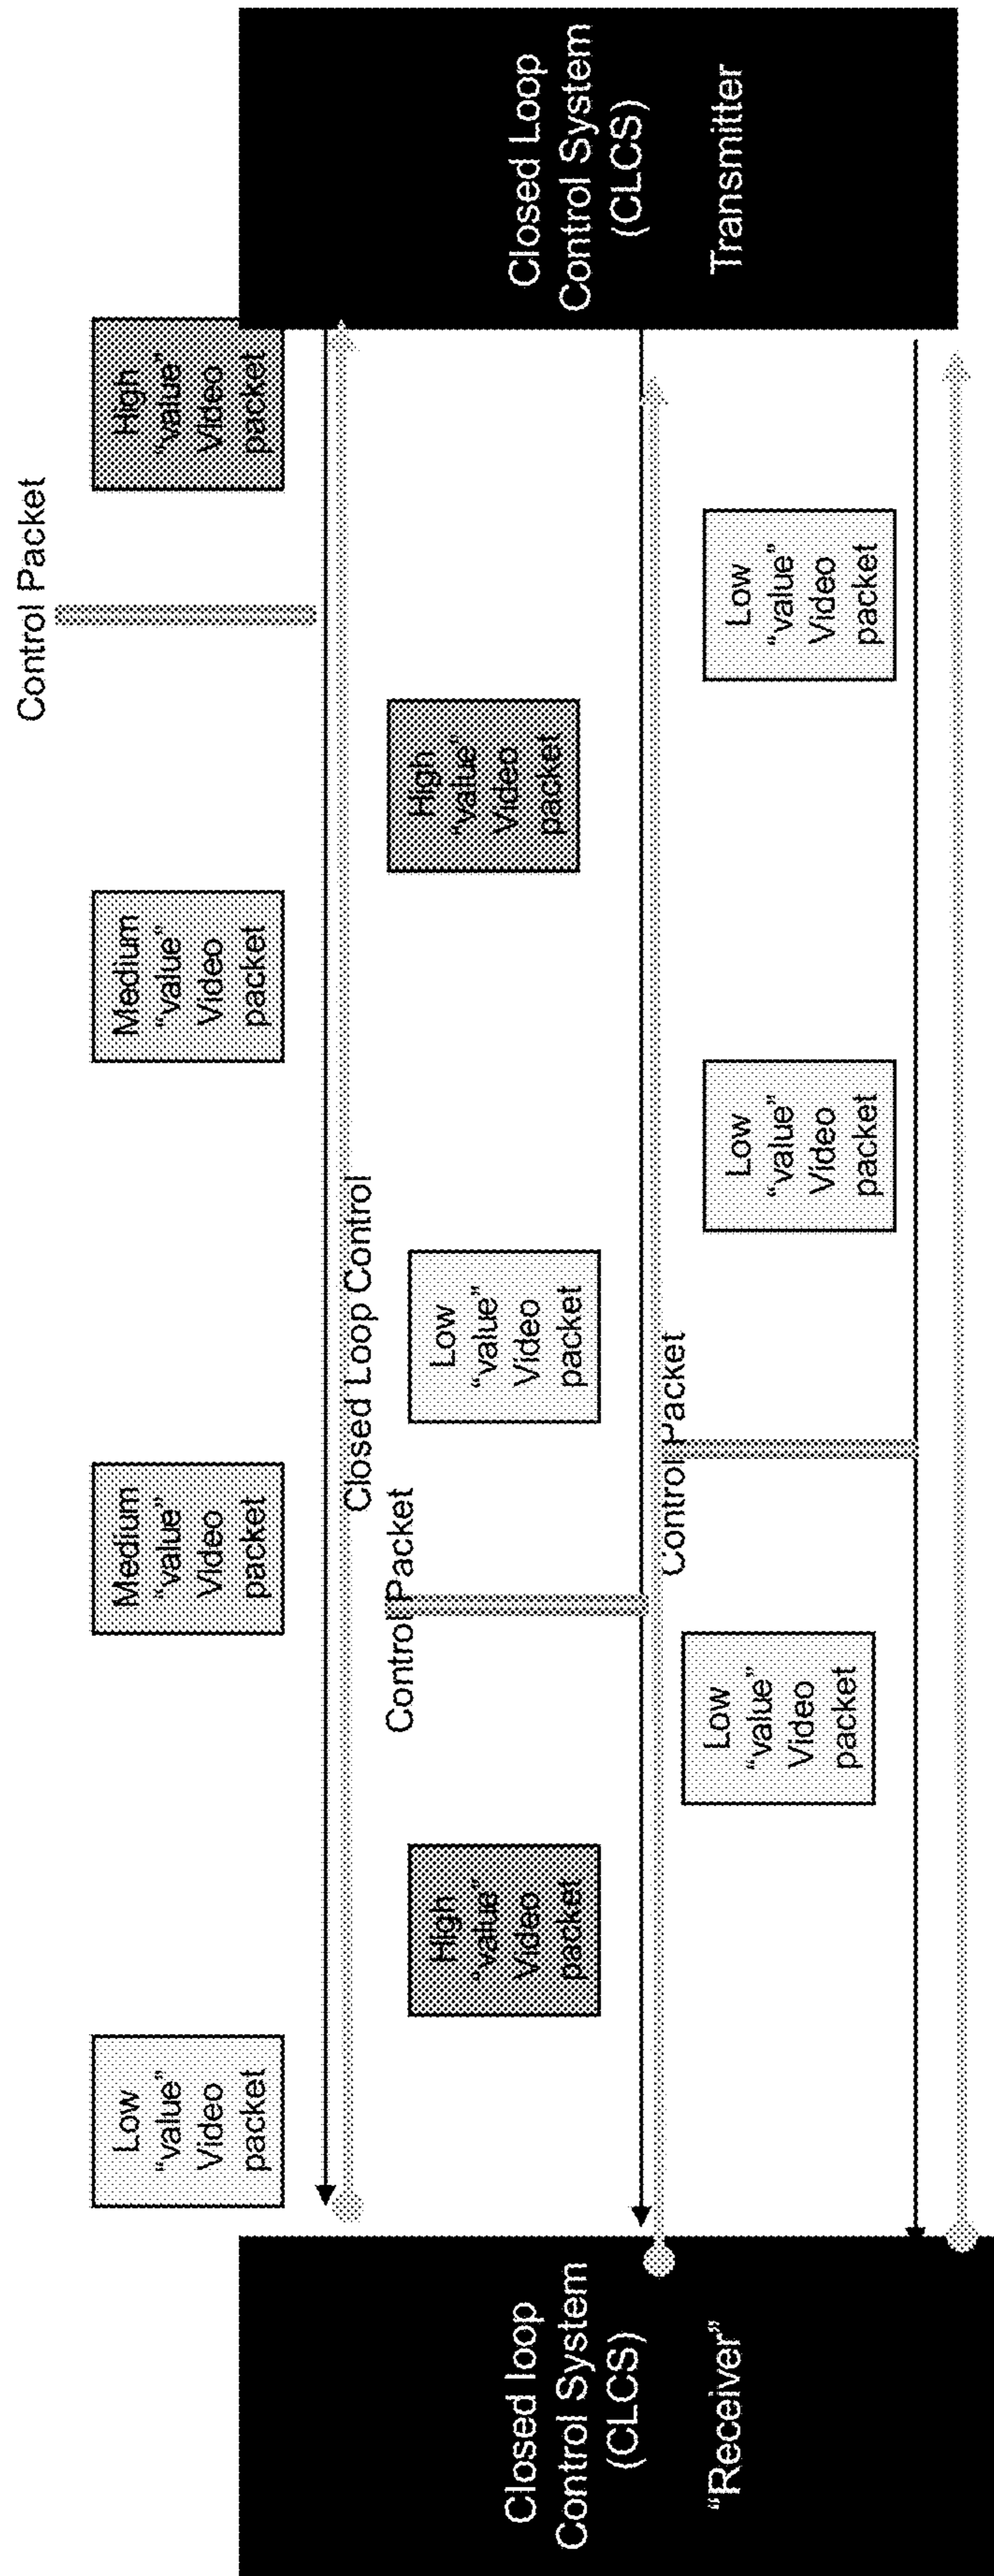 Control Packet
Low
“value”
Video
packet
Medium
“value”
Video
packet
Medium
“value”
Video
packet
High
“value”
Video
packet
Closed loop
Control System
(CLCS)
“Receiver”
Closed Loop Control
Control Packet
High
“value”
Video
packet
Low
“value”
Video
packet
High
“value”
Video
packet
Control Packet
Low
“value”
Video
packet
Low
“value”
Video
packet
Low
“value”
Video
packet
Closed Loop
Control System
(CLCS)
Transmitter